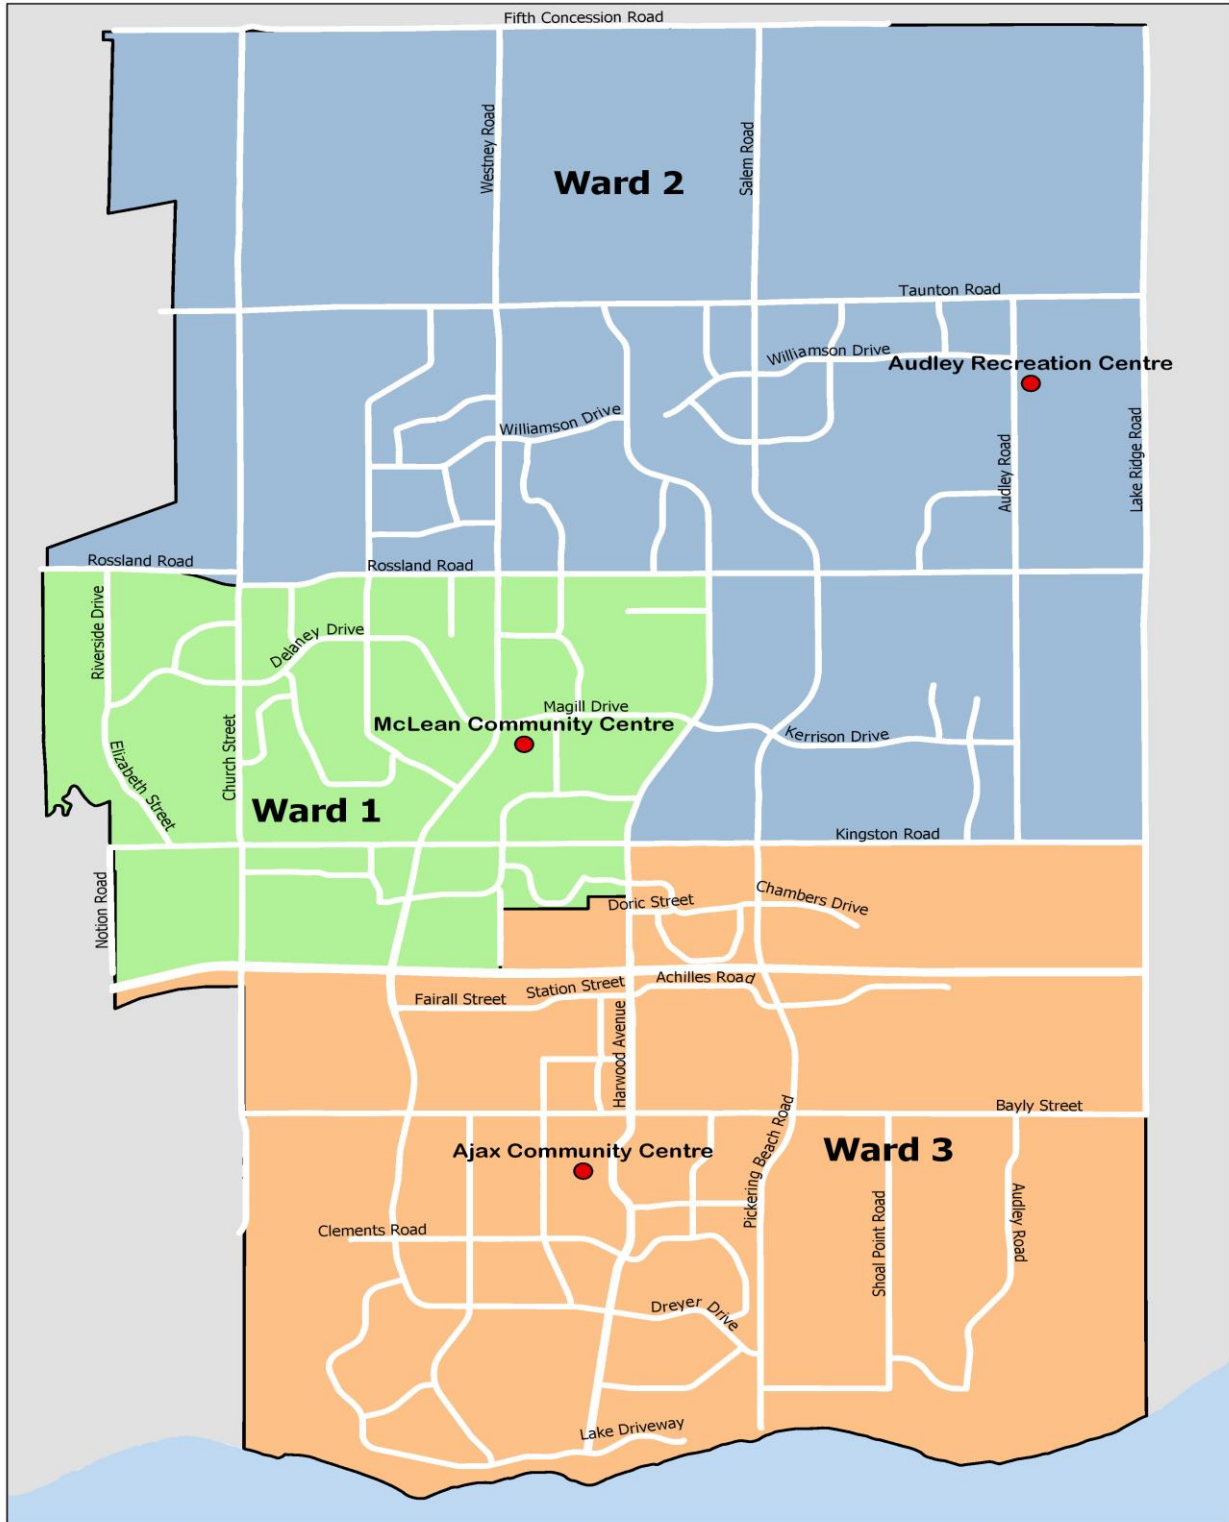 Fifth Concession Road
Westney Road
Salem Road
Ward 2
Taunton Road
Williamson Drive
Audley Recreation Centre
Williamson Drive
Audley Road
Lake Ridge Road
Rossland Road
Rossland Road
Riverside Drive
Delaney Drive
Magill Drive
McLean Community Centre
Kerrison Drive
Elizabeth Street
Church Street
Ward 1
Kingston Road
Notion Road
Doric Street
Chambers Drive
Station Street
Achilles Road
Fairall Street
Harwood Avenue
Bayly Street
Pickering Beach Road
Ajax Community Centre
Ward 3
Clements Road
Shoal Point Road
Audley Road
Dreyer Drive
Lake Driveway